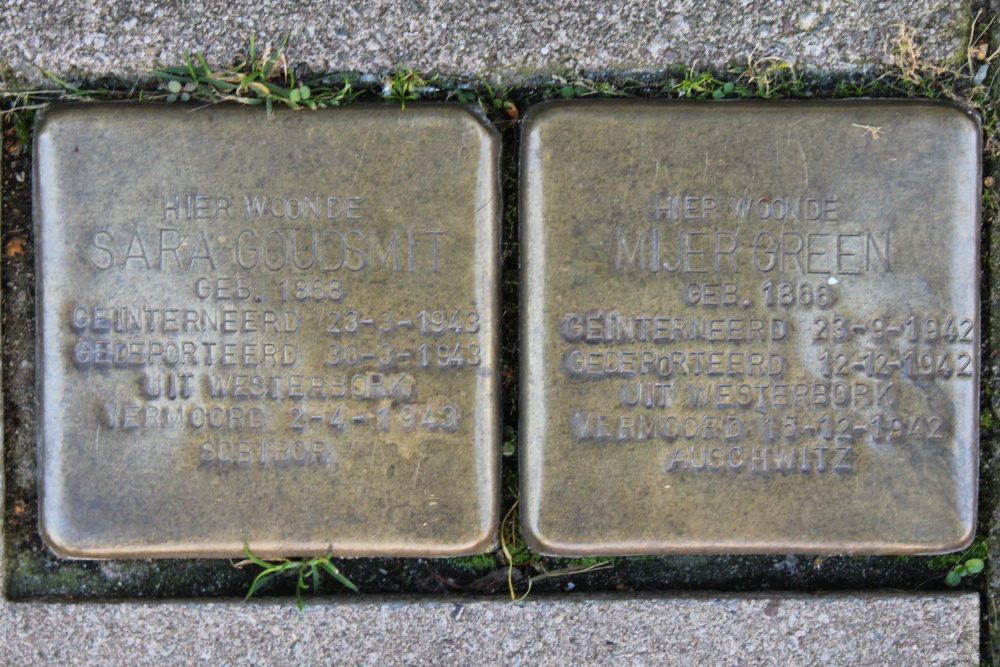 HIER WOONDE
SARA GOUDSMIT
GEB. 1868
GEÏNTERNEERD 23-3-1943
GEDEPORTEERD 30-3-1943
UIT WESTERBORK
VERMOORD 2-4-1943
SOBIBOR
HIER WOONDE
MIJER GREEN
GEB. 1866
GEÏNTERNEERD 23-9-1942
GEDEPORTEERD 12-12-1942
UIT WESTERBORK
VERMOORD 15-12-1942
AUSCHWITZ